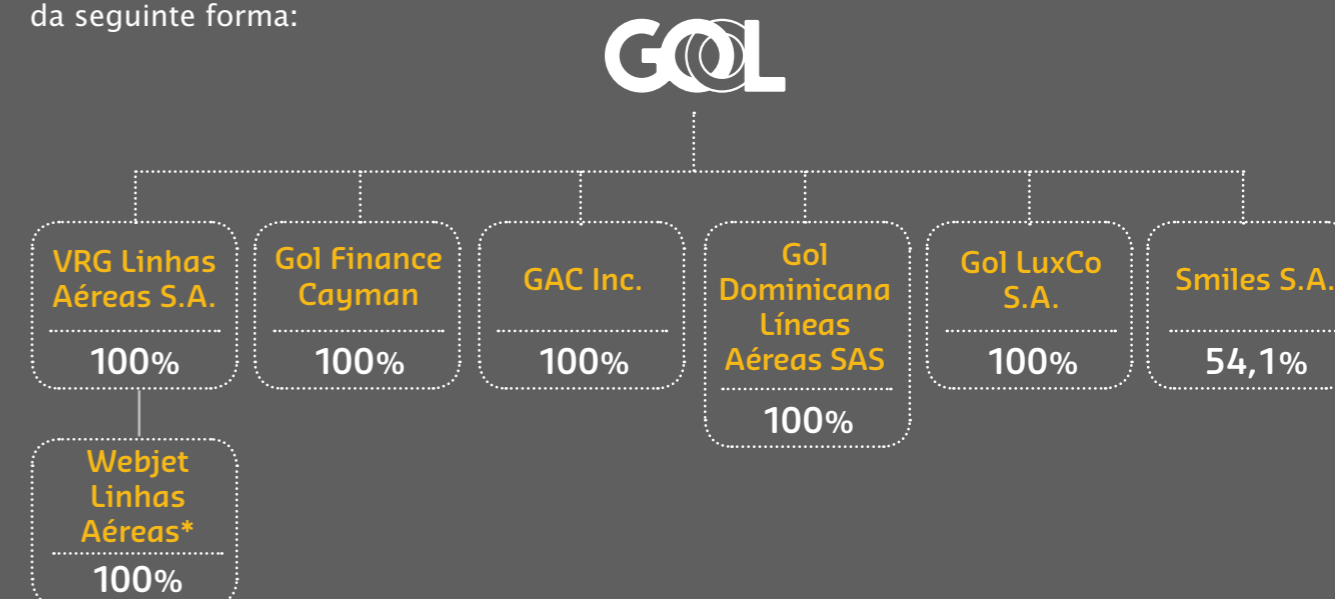 da seguinte forma:
GOL
VRG Linhas
Aéreas S.A.
100%
Gol Finance
Cayman
100%
GAC Inc.
100%
Gol
Dominicana
Líneas
Aéreas SAS
100%
Gol LuxCo
S.A.
100%
Smiles S.A.
54,1%
Webjet
Linhas
Aéreas*
100%